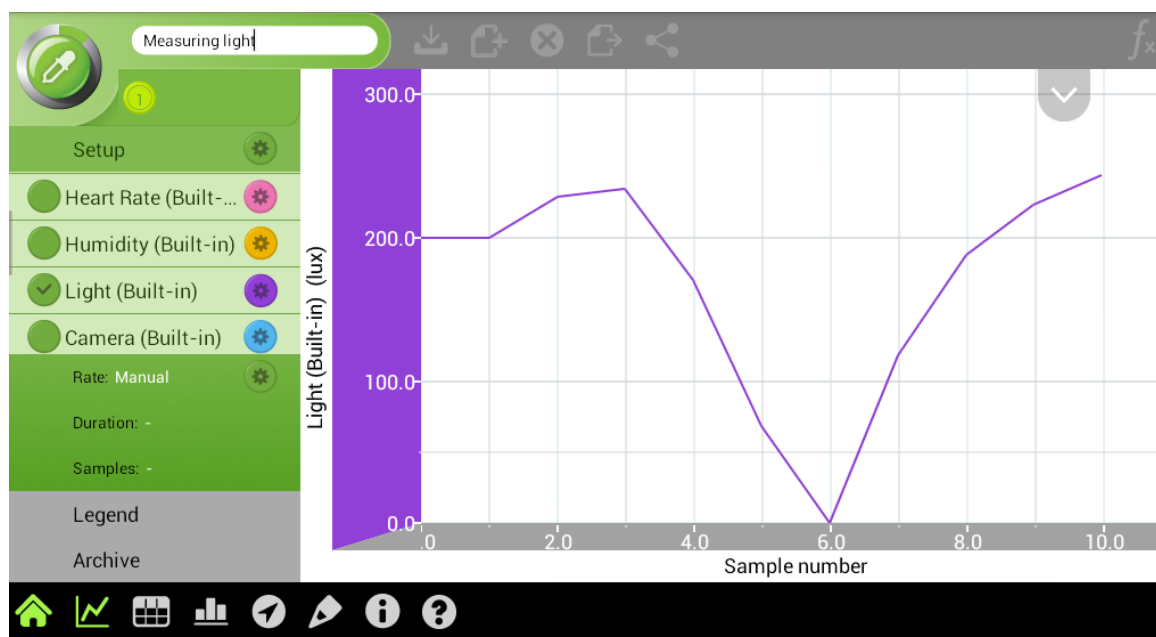 Measuring light
1
Setup
Heart Rate (Built-...
Humidity (Built-in)
Light (Built-in)
Camera (Built-in)
Rate: Manual
Duration: -
Samples: -
Legend
Archive
fx
Light (Built-in) (lux)
300.0
200.0
100.0
0.0
.0 2.0 4.0 6.0 8.0 10.0
Sample number